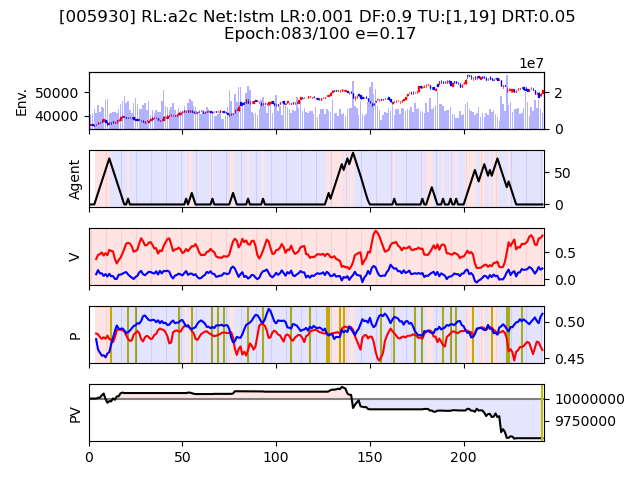 [005930] RL:a2c Net:lstm LR:0.001 DF:0.9 TU:[1,19] DRT:0.05
Epoch:083/100 e=0.17
1e7
Env.
50000
40000
2
0
Agent
50
0
V
0.5
0.0
P
0.50
0.45
PV
10000000
9750000
0 50 100 150 200